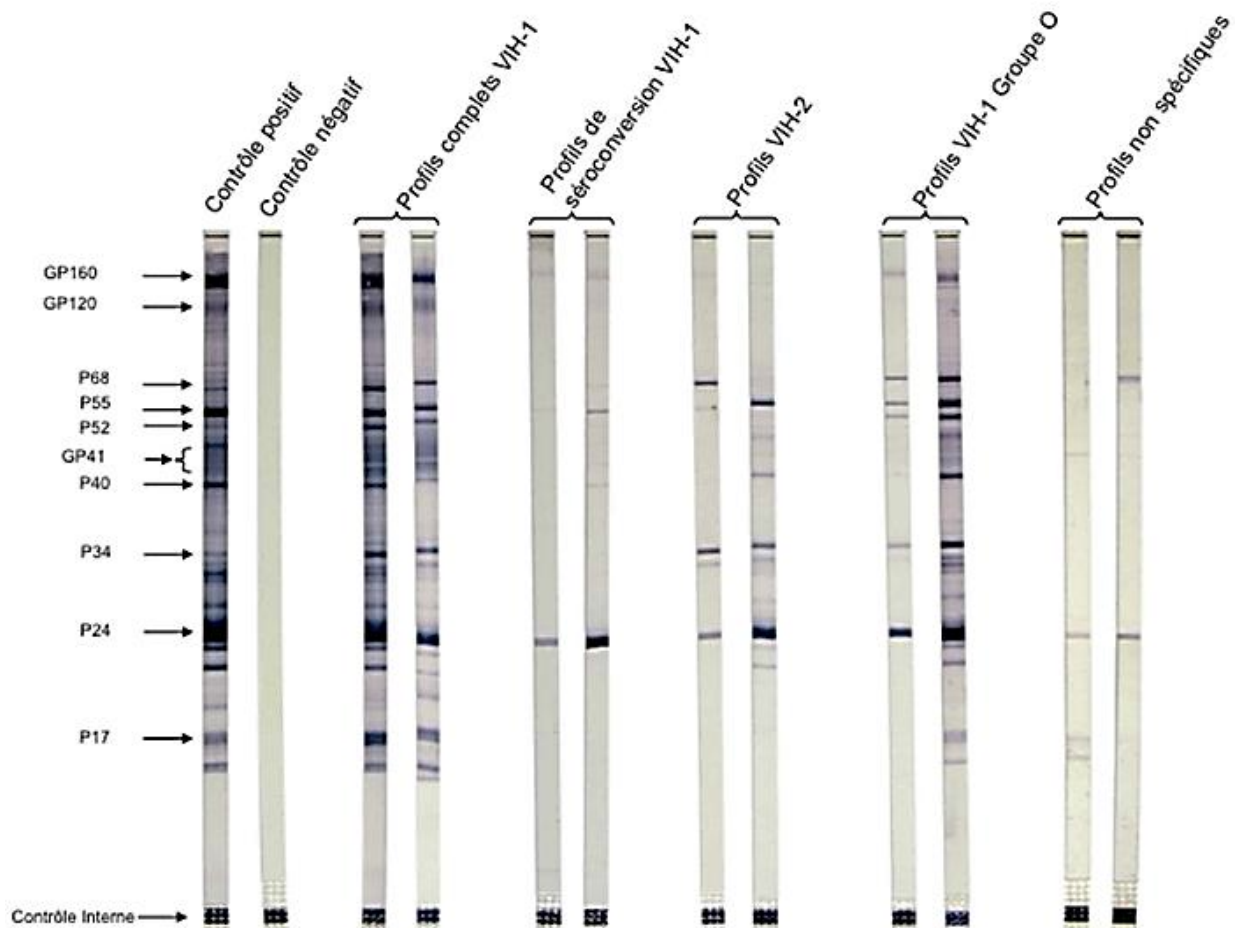 Contrôle positif
Contrôle négatif
Profils complets VIH-1
Profils de
séroconversion VIH-1
Profils VIH-2
Profils VIH-1 Groupe O
Profils non spécifiques
GP160
GP120
P68
P55
P52
GP41
P40
P34
P24
P17
Contrôle Interne